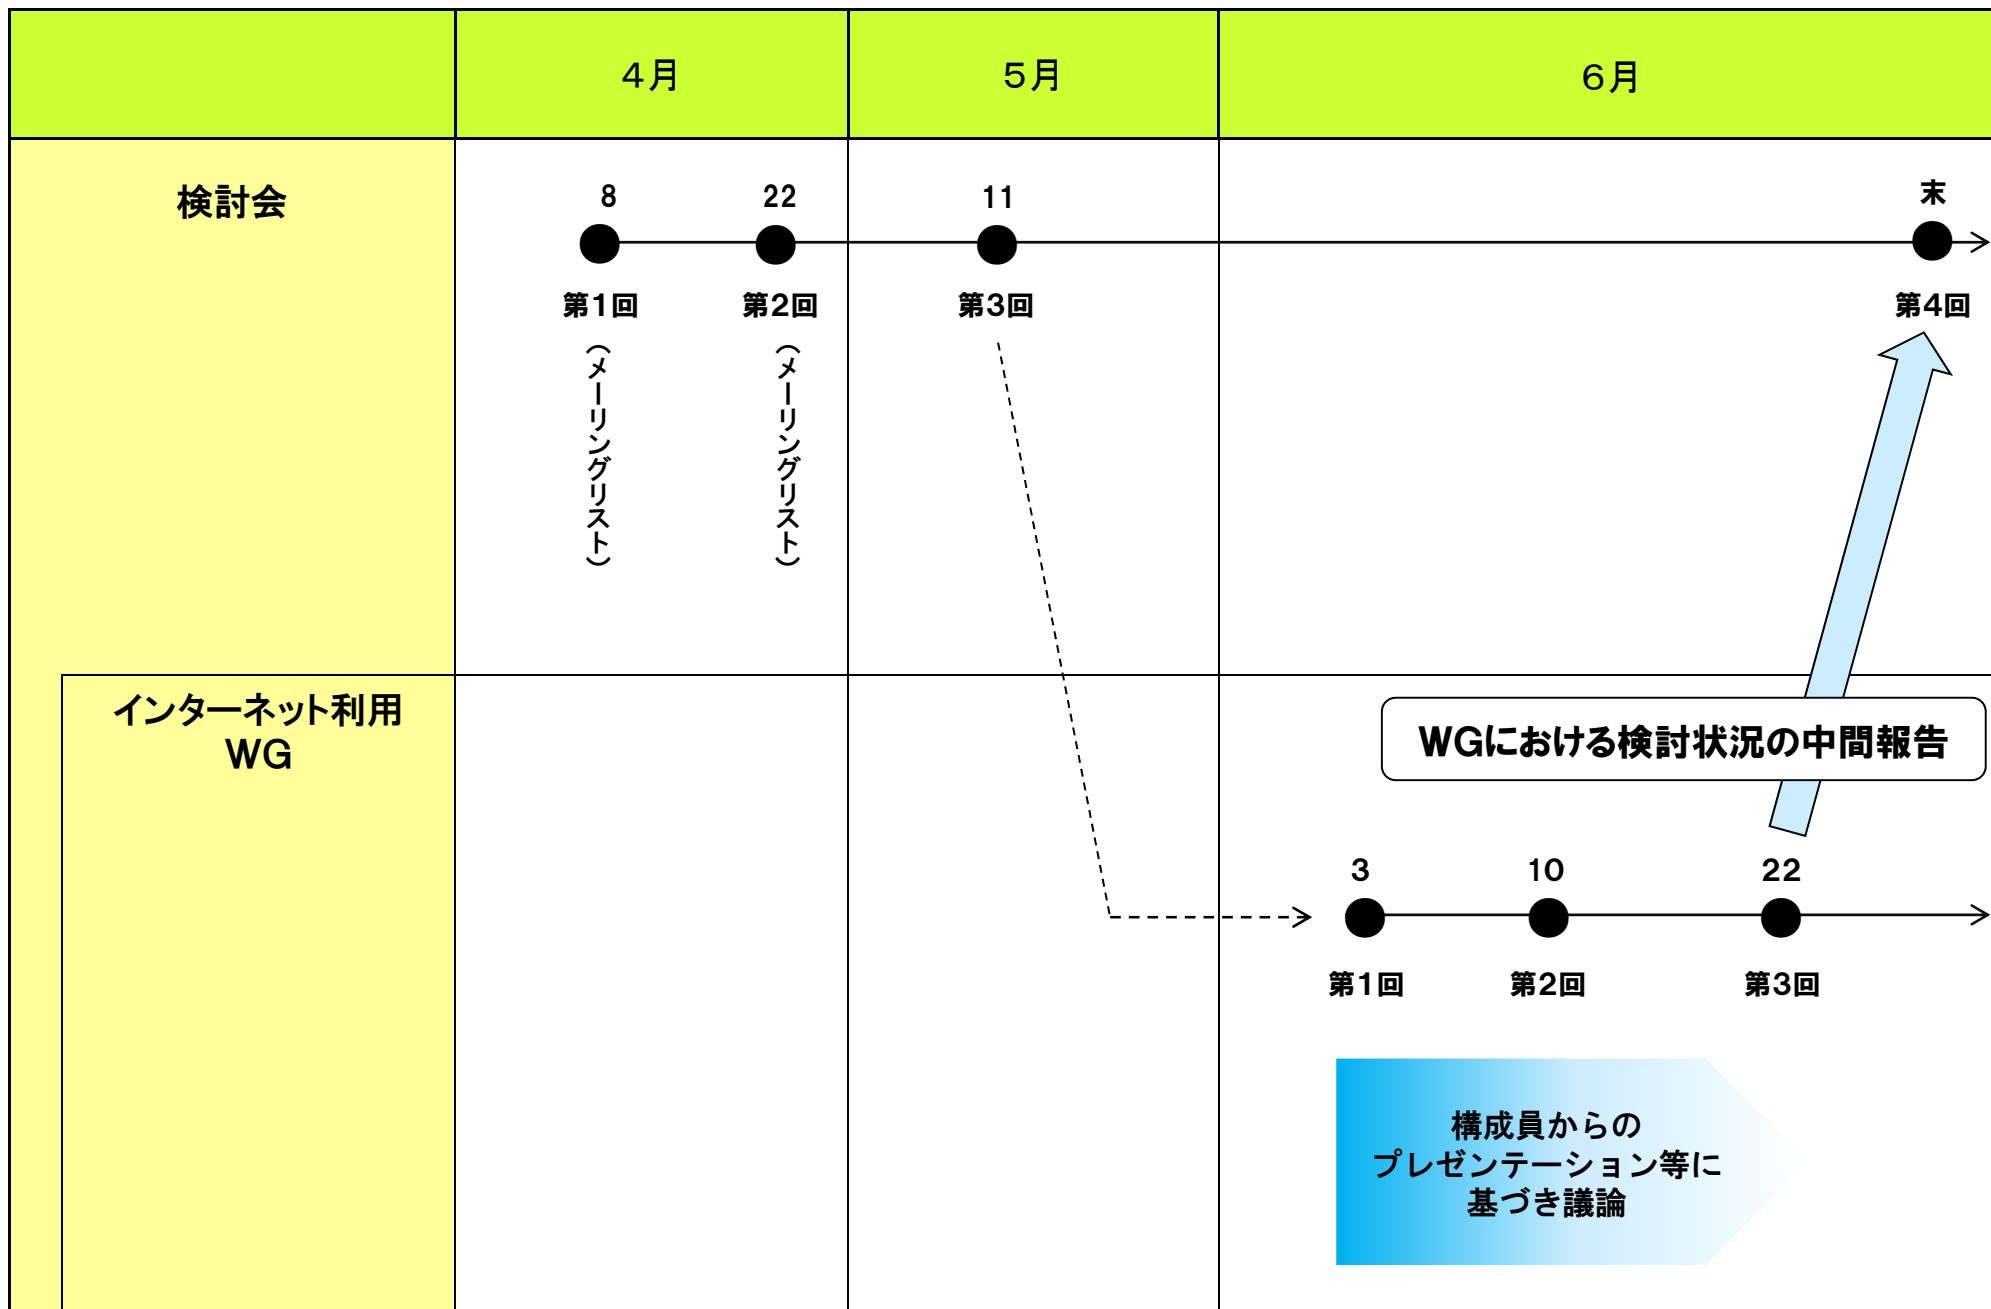 ４月
５月
６月
検討会
8
22
11
末
第1回
第2回
第3回
第4回
（メーリングリスト）
（メーリングリスト）
インターネット利用
WG
WGにおける検討状況の中間報告
3
10
22
第1回
第2回
第3回
構成員からの
プレゼンテーション等に
基づき議論